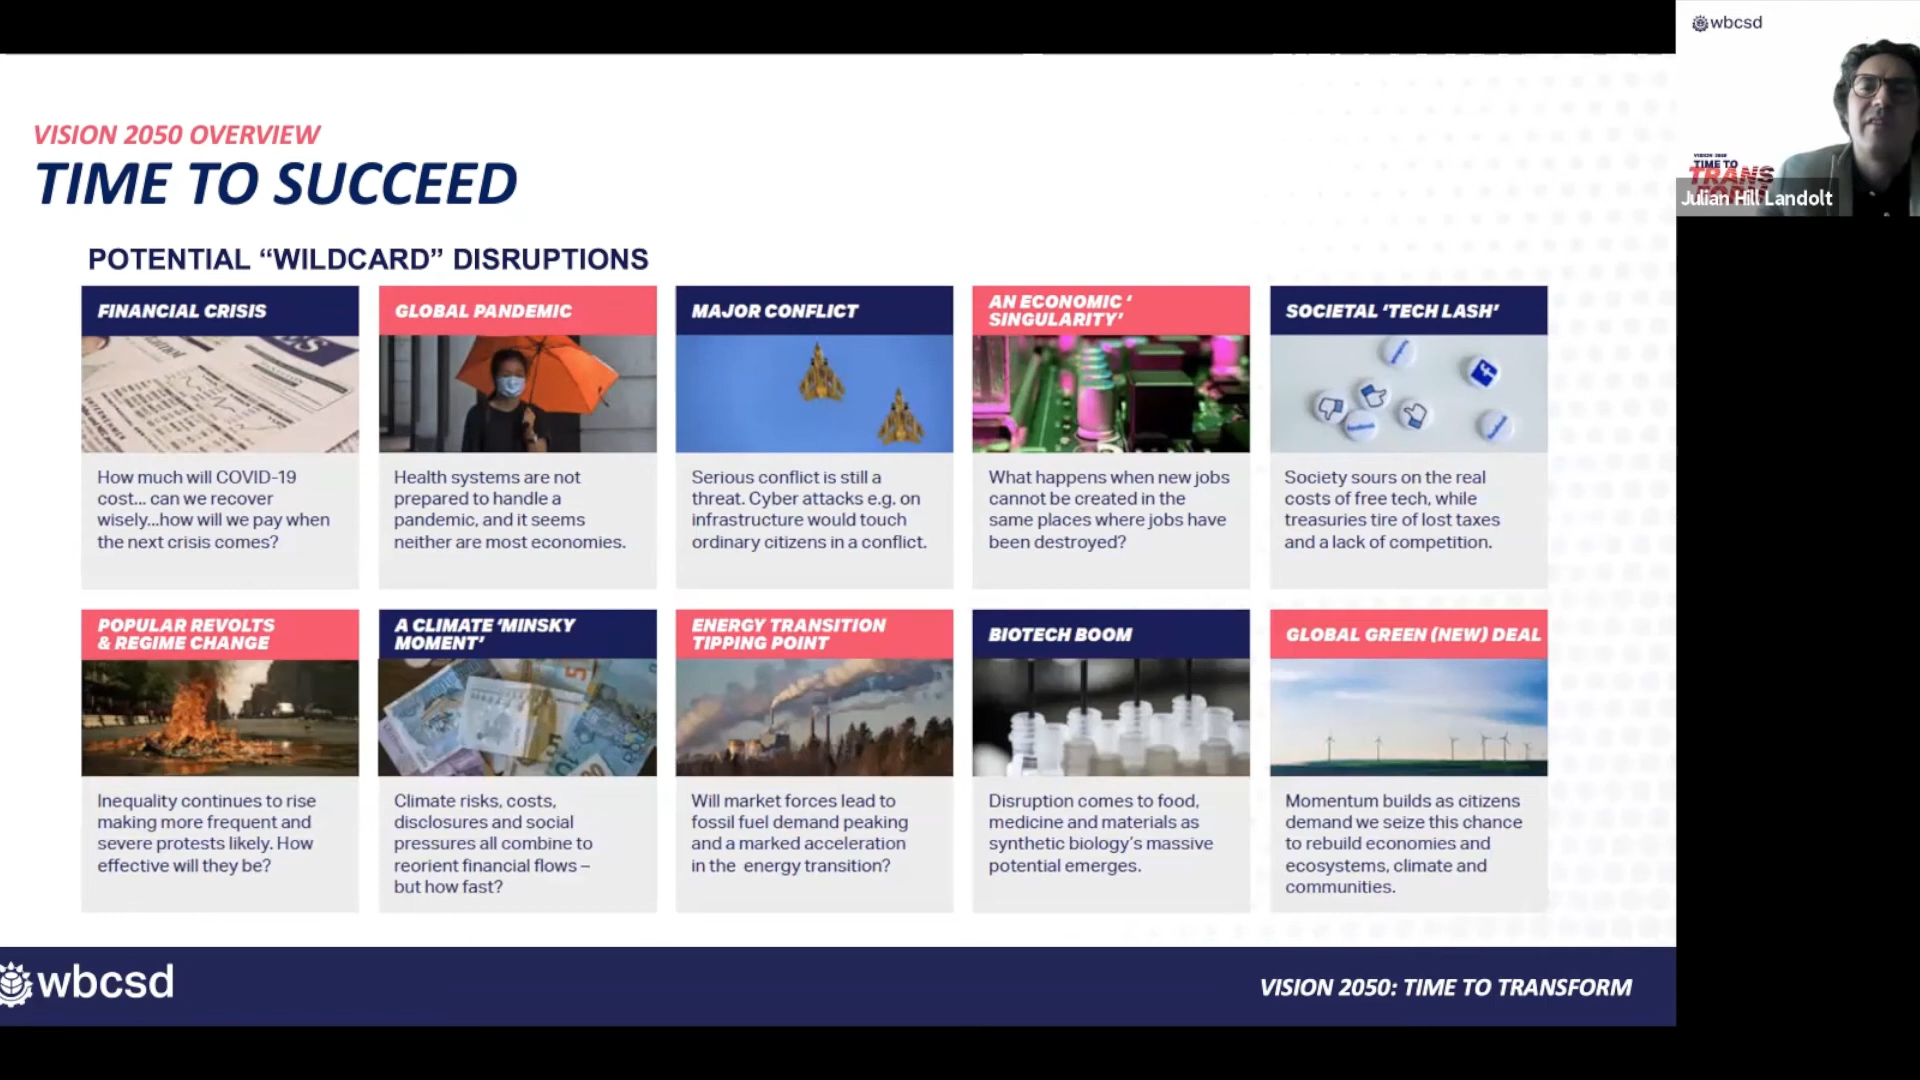 wbcsd
VISION 2050
TIME TO
TRANS
Julian Hill Landolt
VISION 2050 OVERVIEW
TIME TO SUCCEED
POTENTIAL “WILDCARD” DISRUPTIONS
FINANCIAL CRISIS
How much will COVID-19
cost... can we recover
wisely...how will we pay when
the next crisis comes?
GLOBAL PANDEMIC
Health systems are not
prepared to handle a
pandemic, and it seems
neither are most economies.
MAJOR CONFLICT
Serious conflict is still a
threat. Cyber attacks e.g. on
infrastructure would touch
ordinary citizens in a conflict.
AN ECONOMIC ‘
SINGULARITY’
What happens when new jobs
cannot be created in the
same places where jobs have
been destroyed?
SOCIETAL ‘TECH LASH’
Society sours on the real
costs of free tech, while
treasuries tire of lost taxes
and a lack of competition.
POPULAR REVOLTS
& REGIME CHANGE
Inequality continues to rise
making more frequent and
severe protests likely. How
effective will they be?
A CLIMATE ‘MINSKY
MOMENT’
Climate risks, costs,
disclosures and social
pressures all combine to
reorient financial flows –
but how fast?
ENERGY TRANSITION
TIPPING POINT
Will market forces lead to
fossil fuel demand peaking
and a marked acceleration
in the energy transition?
BIOTECH BOOM
Disruption comes to food,
medicine and materials as
synthetic biology’s massive
potential emerges.
GLOBAL GREEN (NEW) DEAL
Momentum builds as citizens
demand we seize this chance
to rebuild economies and
ecosystems, climate and
communities.
wbcsd
VISION 2050: TIME TO TRANSFORM